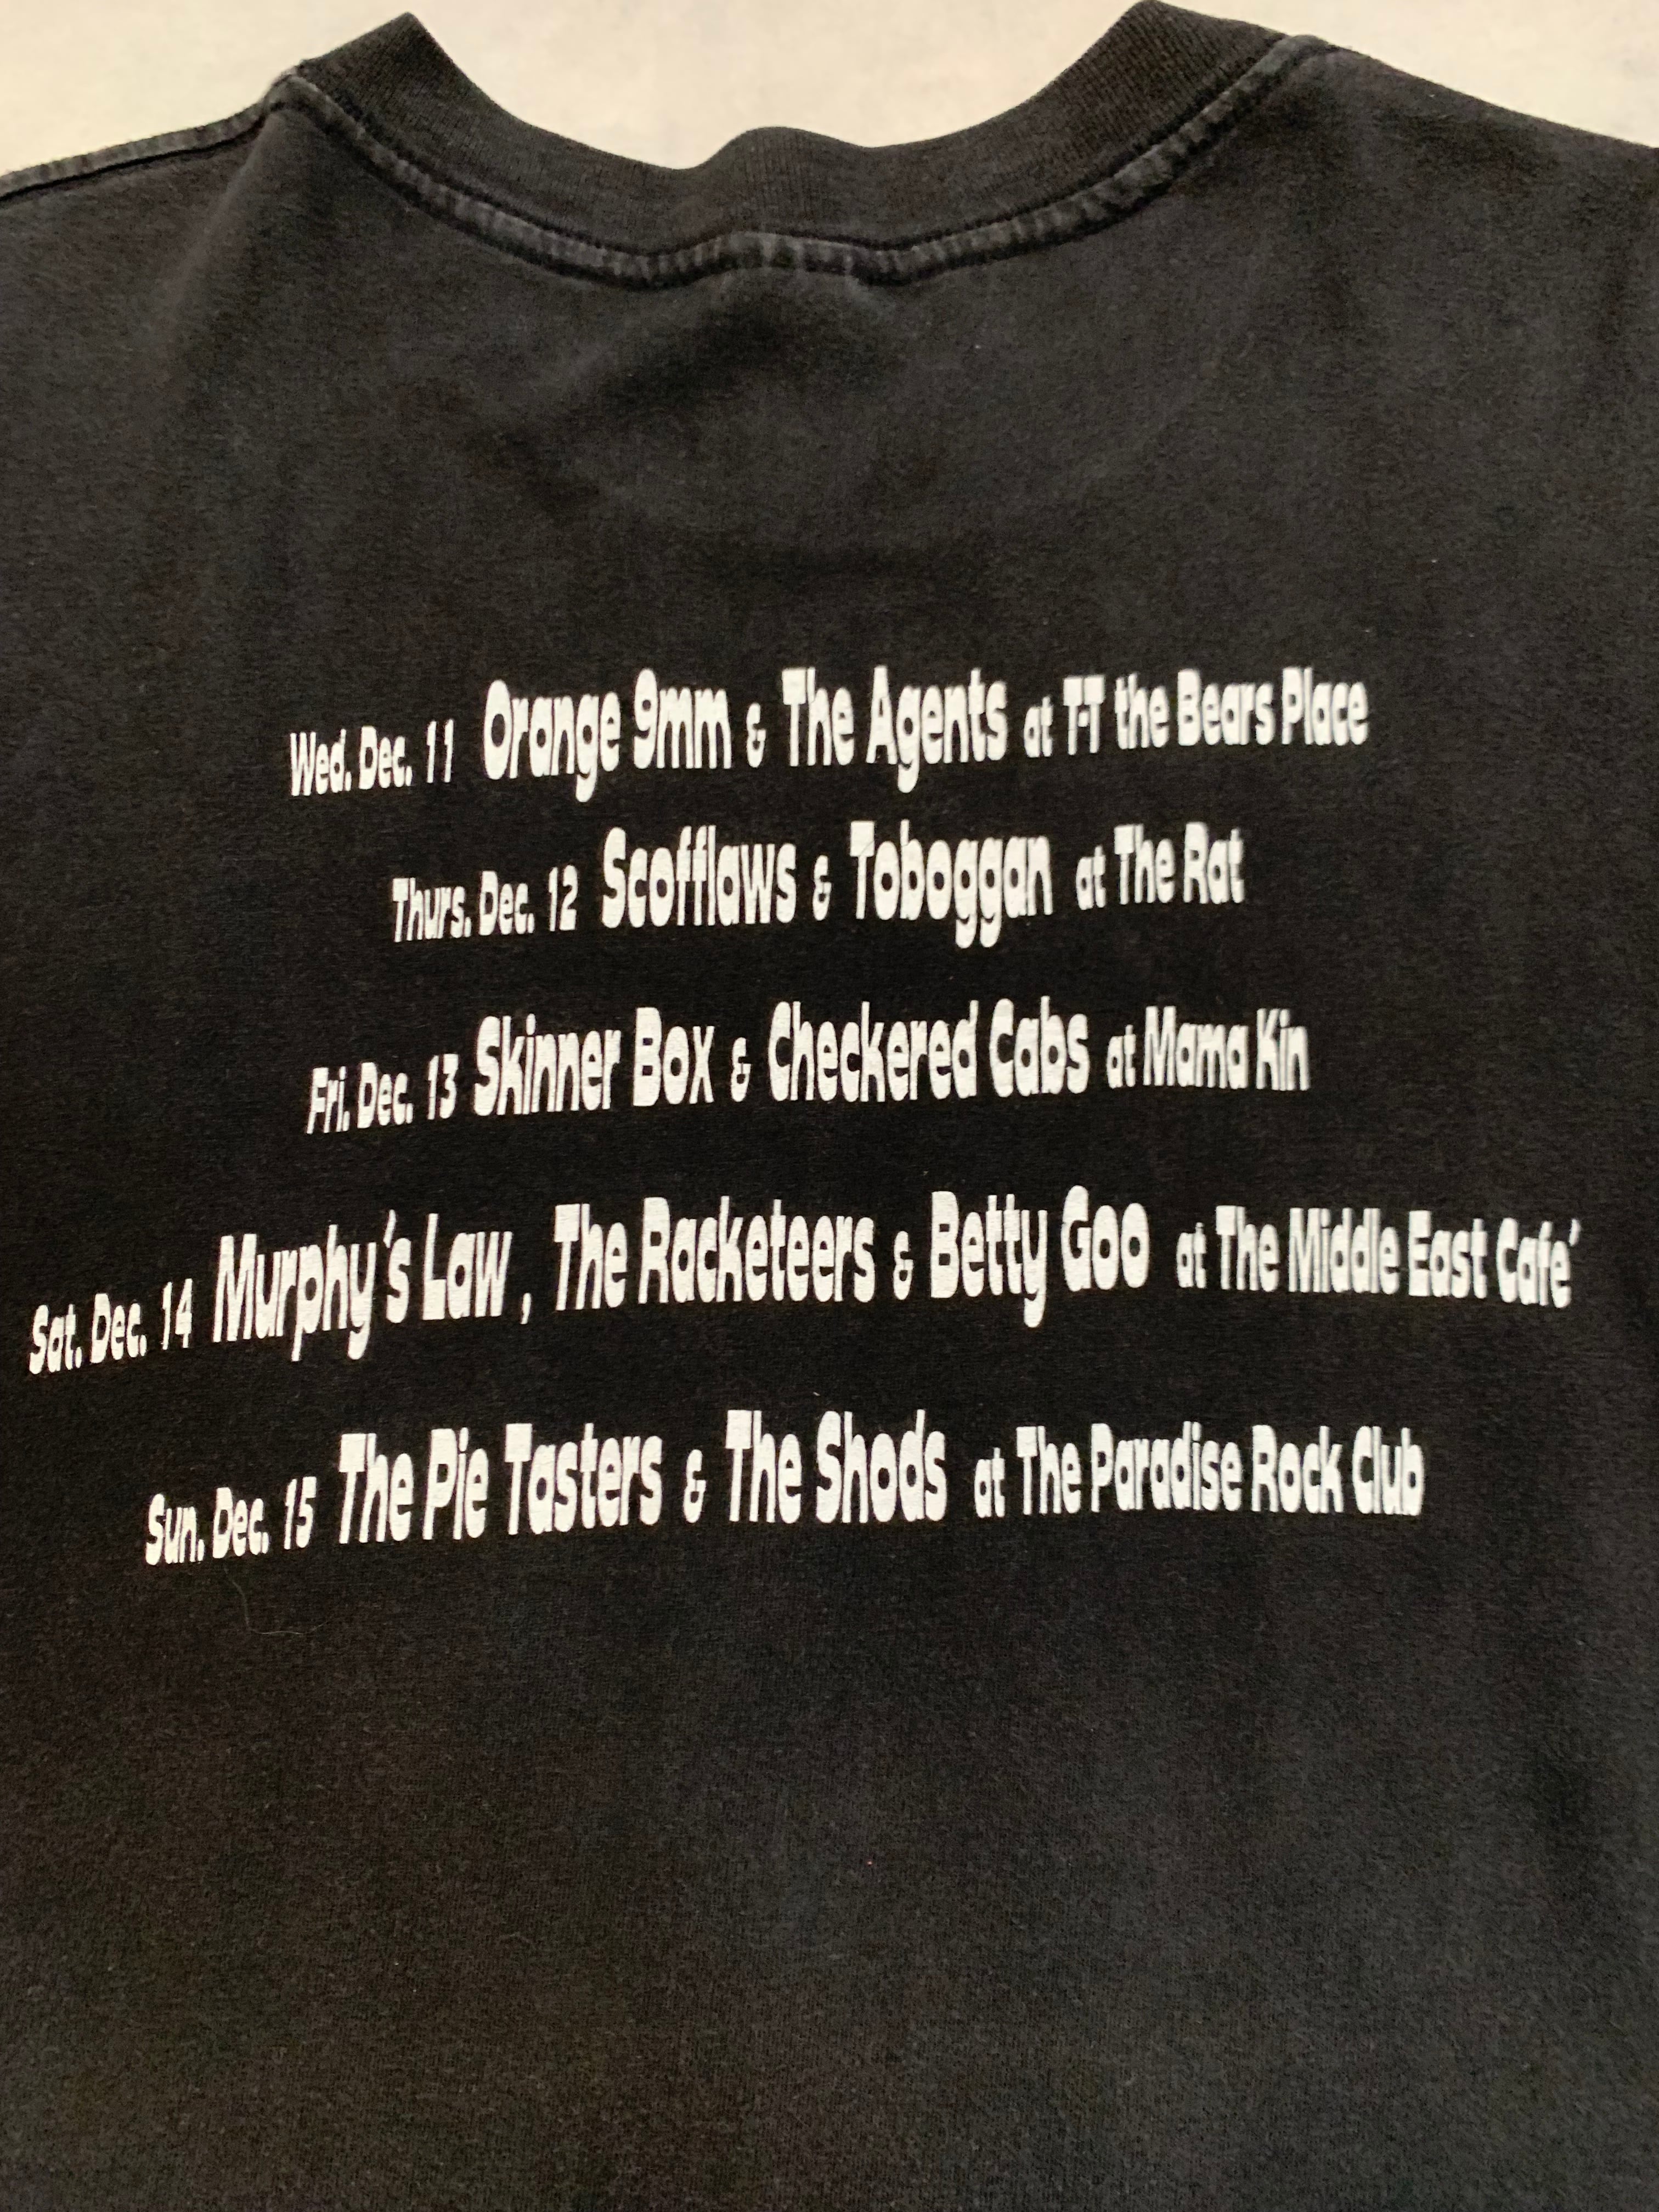 Wed. Dec. 11 Orange 9mm & The Agents at T-T the Bears Place
Thurs. Dec. 12 Scofflaws & Toboggan at The Rat
Fri. Dec. 13 Skinner Box & Checkered Cabs at Mama Kin
Sat. Dec. 14 Murphy's Law, The Racketeers & Betty Goo at The Middle East Cafe'
Sun. Dec. 15 The Pie Tasters & The Shods at The Paradise Rock Club